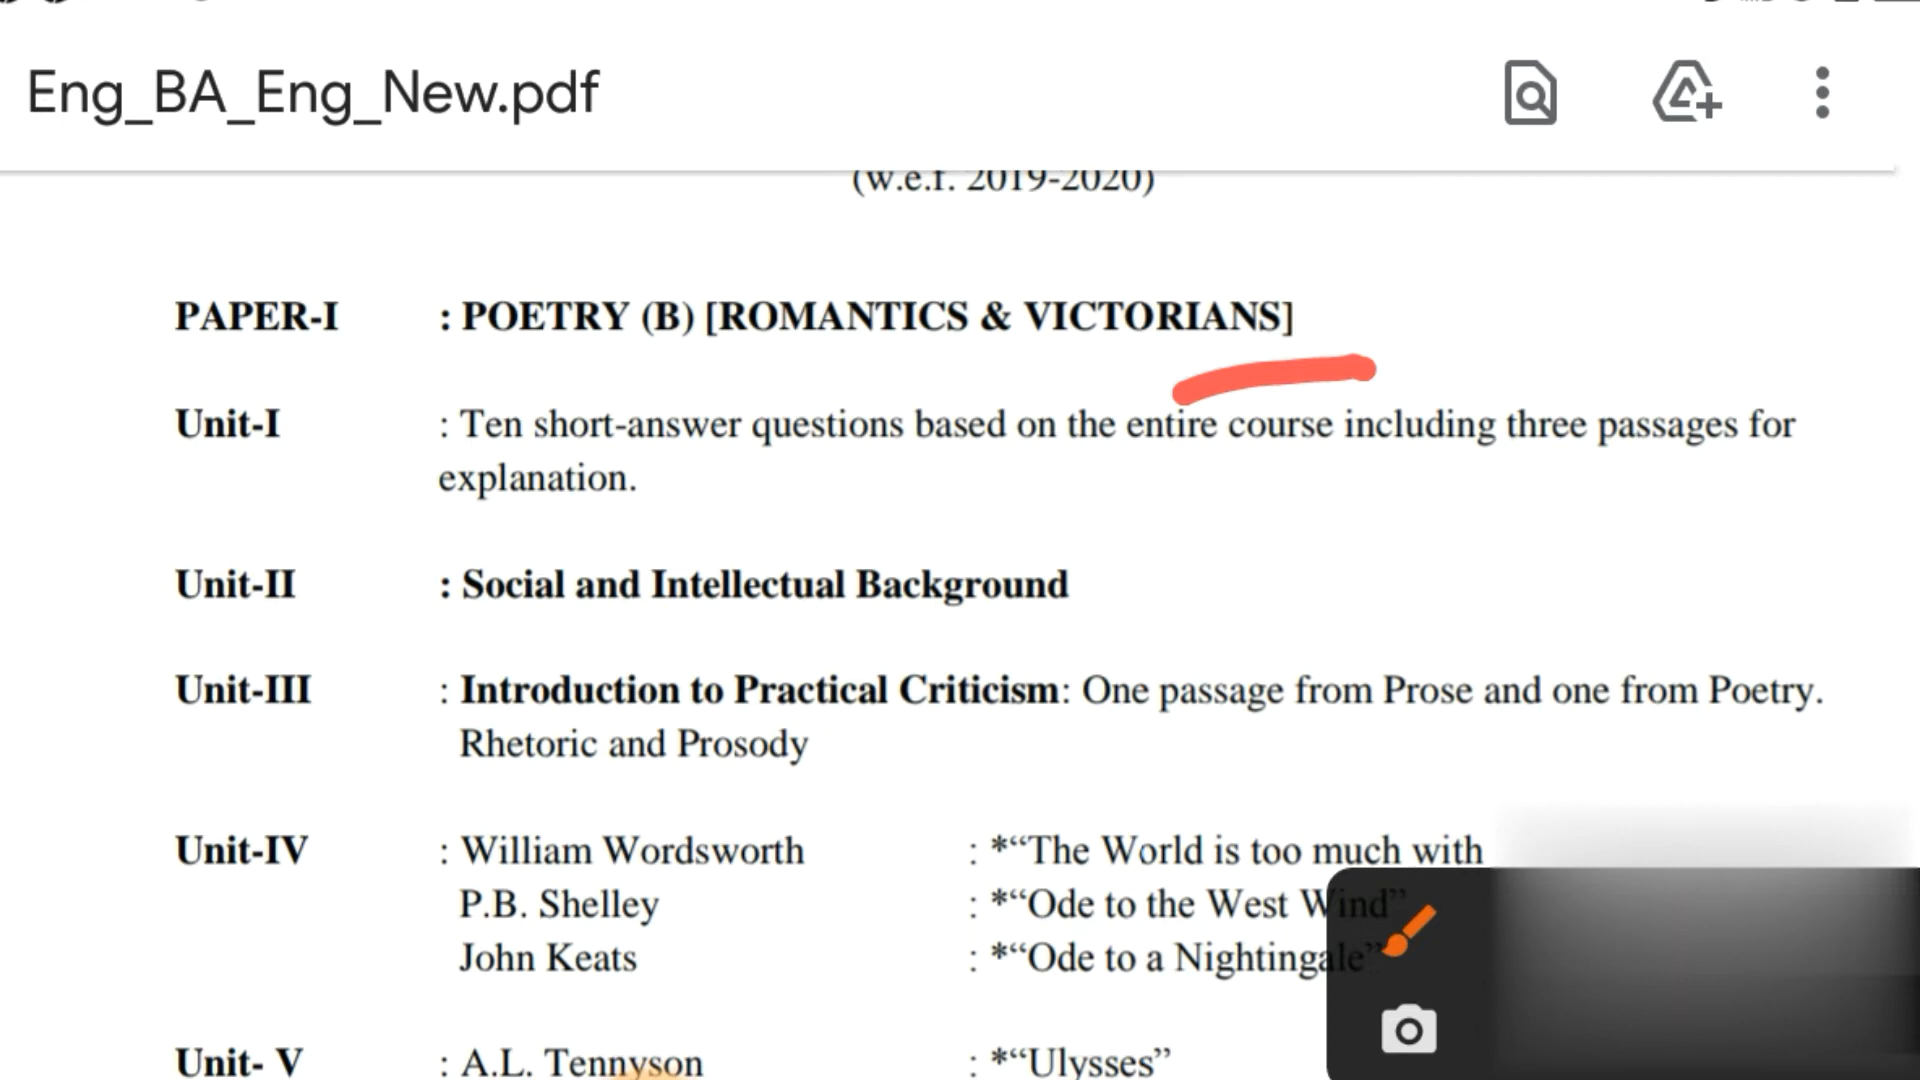 Eng_BA_Eng_New.pdf
(w.e.f. 2019-2020)
PAPER-I : POETRY (B) [ROMANTICS & VICTORIANS]
Unit-I : Ten short-answer questions based on the entire course including three passages for
explanation.
Unit-II : Social and Intellectual Background
Unit-III : Introduction to Practical Criticism: One passage from Prose and one from Poetry.
Rhetoric and Prosody
Unit-IV : William Wordsworth : *“The World is too much with
P.B. Shelley : *“Ode to the West Wind”
John Keats : *“Ode to a Nightingale”
Unit- V : A.L. Tennyson : *“Ulysses”